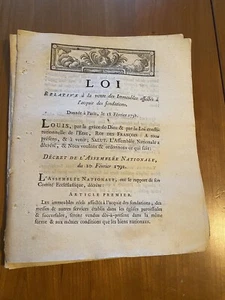 LOI
RELATIVE à la vente des Immeubles affectés à
l'acquit des fondations.
Donnée à Paris, le 18 Février 1791.
LOUIS, par la grâce de Dieu & par la Loi consti-
tutionnelle de l'État, ROI DES FRANÇOIS : A tous
présens & à venir ; SALUT. L'Assemblée Nationale a
décrété, & Nous voulons & ordonnons ce qui suit :
DÉCRET DE L'ASSEMBLÉE NATIONALE,
du 10 Février 1791.
L'ASSEMBLÉE NATIONALE, ouï le rapport de son
Comité Ecclésiastique, décrète :
ARTICLE PREMIER.
Les immeubles réels affectés à l'acquit des fondations, des
messes & autres services établis dans les églises paroissiales
& succursales, seront vendus dès-à-présent dans la même
forme & aux mêmes conditions que les biens nationaux